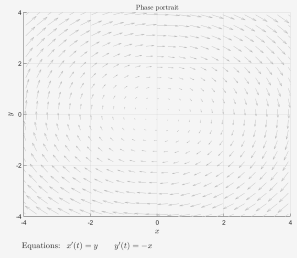 Phase portrait
4
2
y 0
-2
-4
-4 -2 0 2 4
x
Equations: x′(t) = y y′(t) = −x